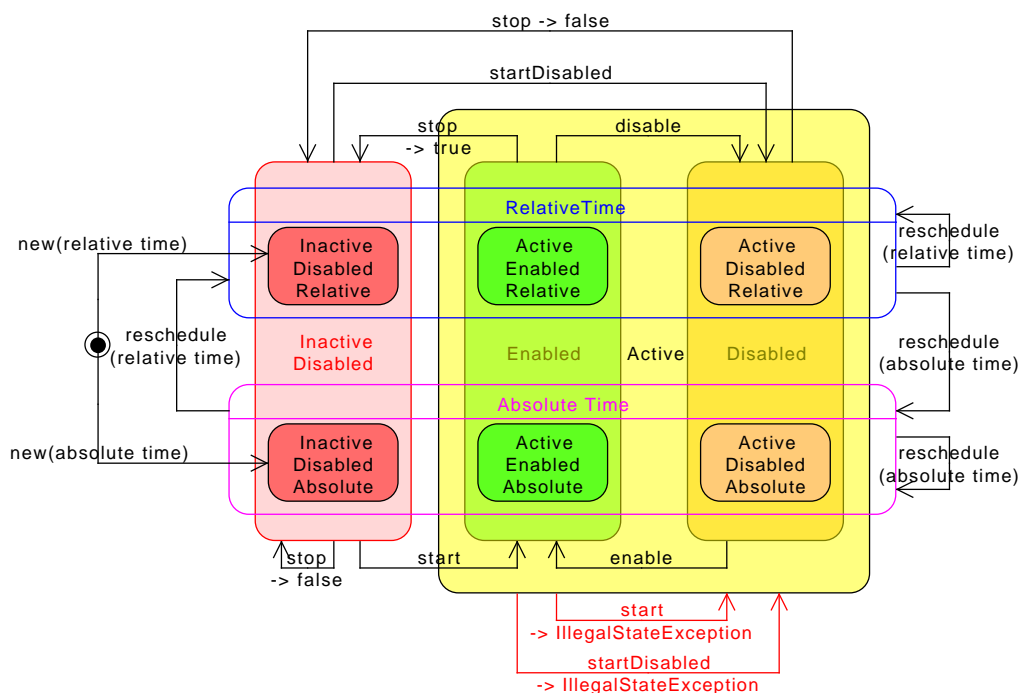 stop -> false
startDisabled
stop
-> true
disable
RelativeTime
new(relative time)
Inactive
Disabled
Relative
Active
Enabled
Relative
Active
Disabled
Relative
reschedule
(relative time)
reschedule
(relative time)
Inactive
Disabled
Enabled
Active
Disabled
reschedule
(absolute time)
Absolute Time
new(absolute time)
Inactive
Disabled
Absolute
Active
Enabled
Absolute
Active
Disabled
Absolute
reschedule
(absolute time)
stop
-> false
start
enable
start
-> IllegalStateException
startDisabled
-> IllegalStateException